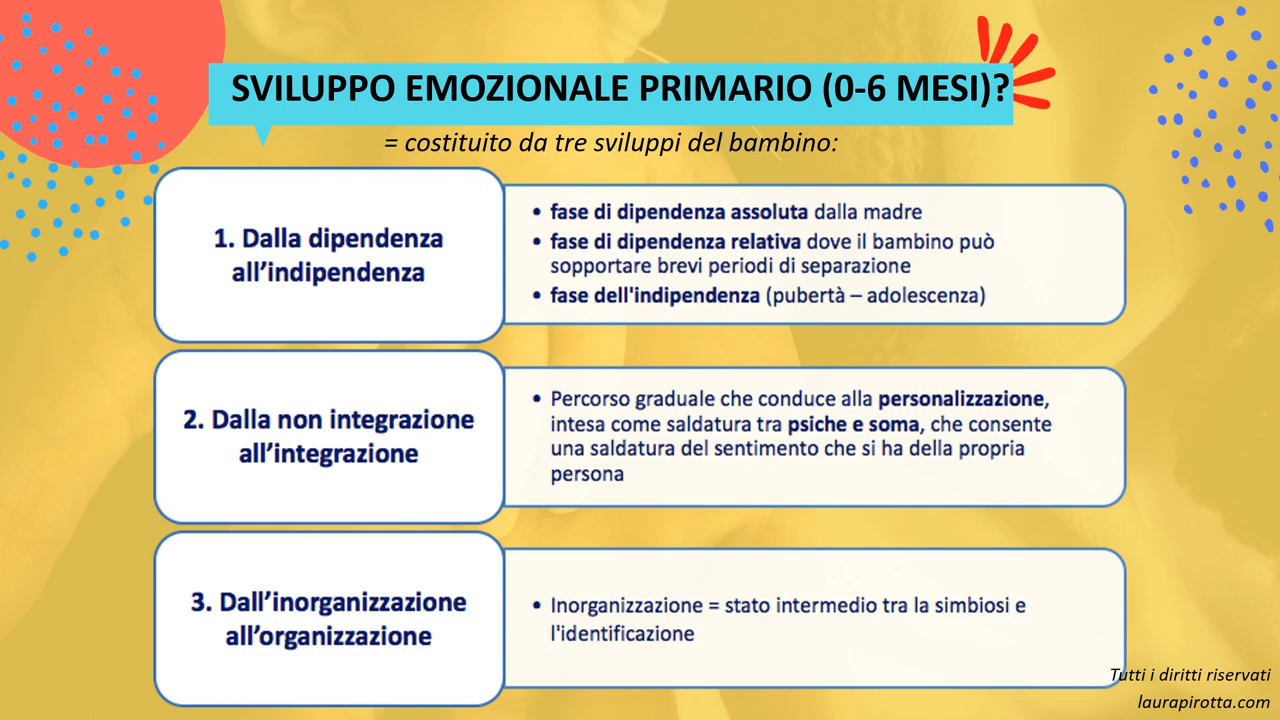 SVILUPPO EMOZIONALE PRIMARIO (0-6 MESI)?
= costituito da tre sviluppi del bambino:
1. Dalla dipendenza
all’indipendenza
• fase di dipendenza assoluta dalla madre
• fase di dipendenza relativa dove il bambino può
sopportare brevi periodi di separazione
• fase dell'indipendenza (pubertà – adolescenza)
2. Dalla non integrazione
all’integrazione
• Percorso graduale che conduce alla personalizzazione,
intesa come saldatura tra psiche e soma, che consente
una saldatura del sentimento che si ha della propria
persona
3. Dall’inorganizzazione
all’organizzazione
• Inorganizzazione = stato intermedio tra la simbiosi e
l'identificazione
Tutti i diritti riservati
laurapirotta.com